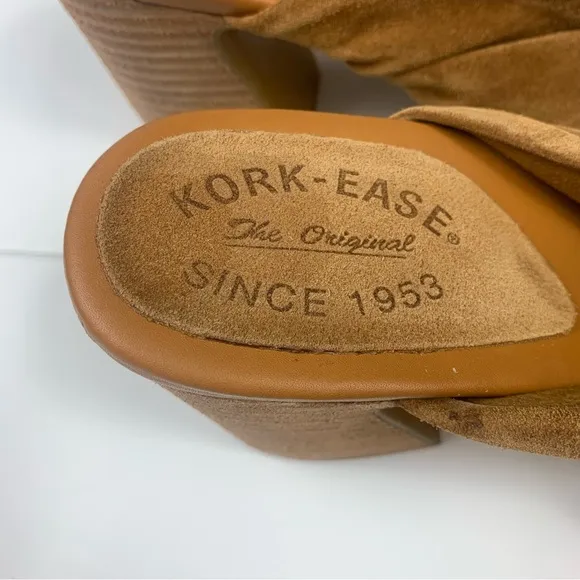 KORK-EASE®
The Original
SINCE 1953